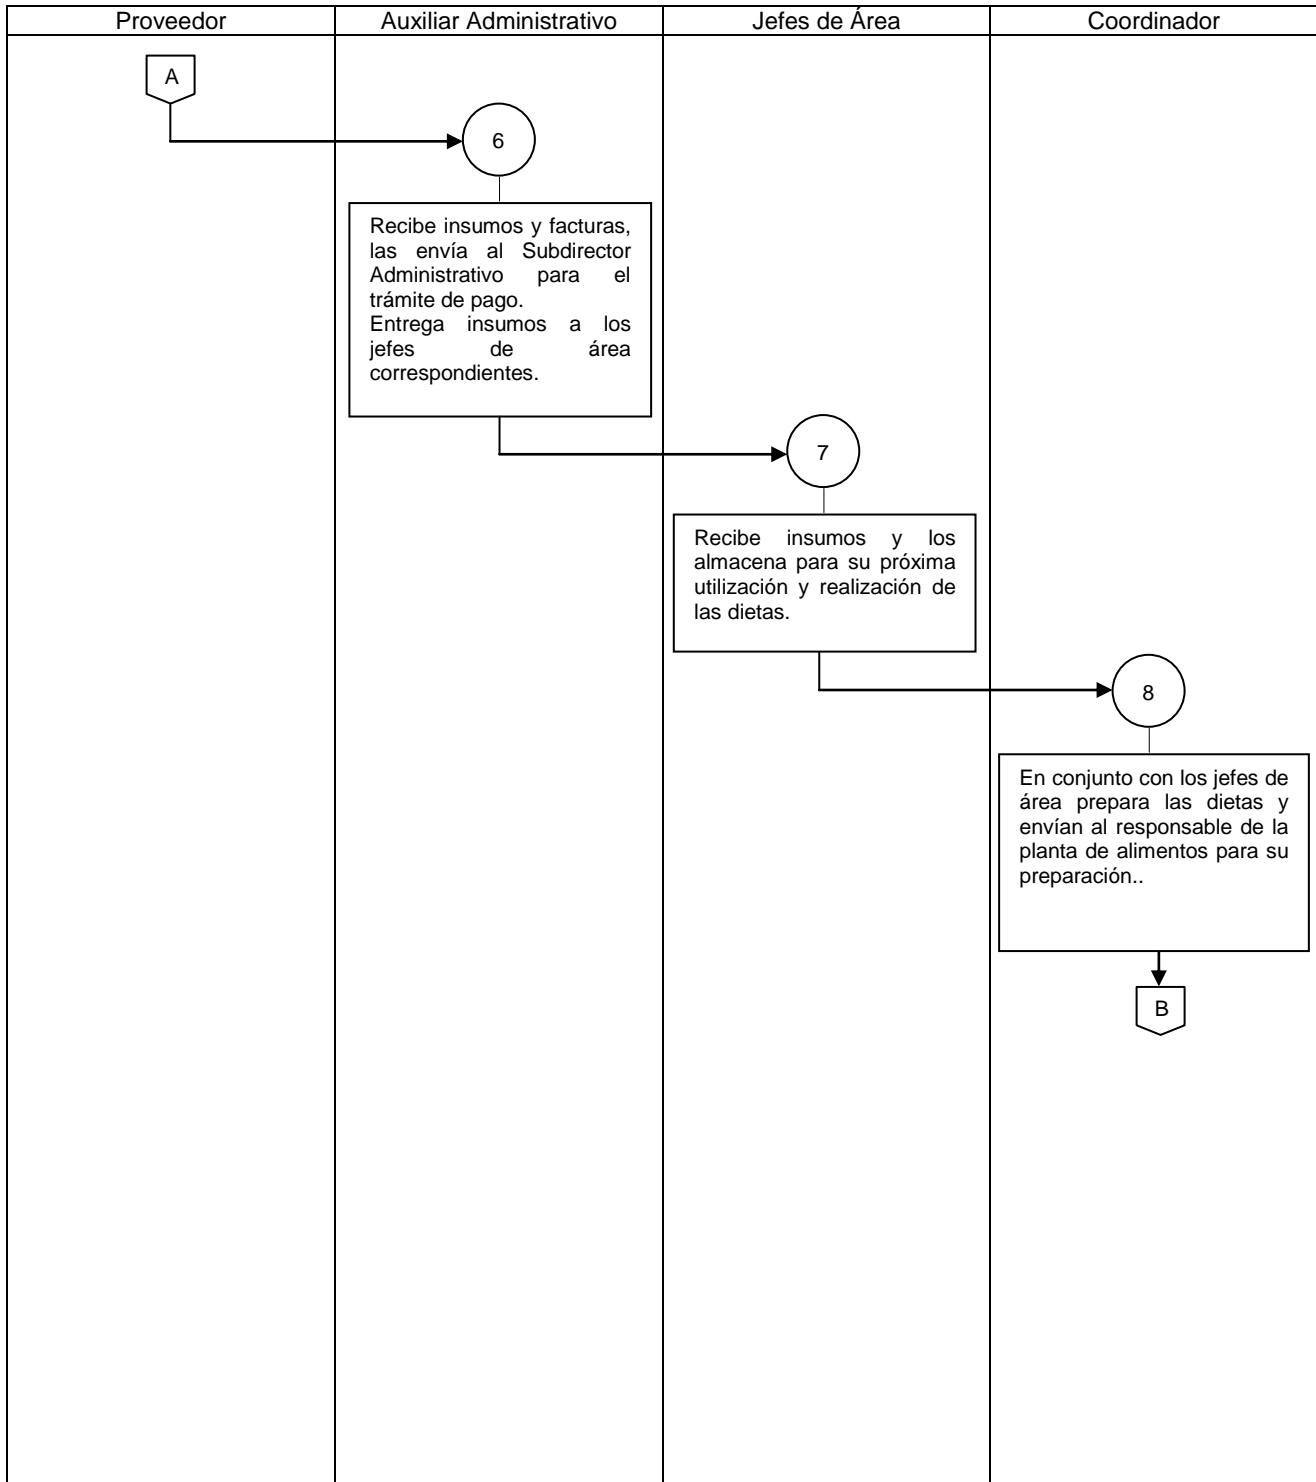 Proveedor
Auxiliar Administrativo
Jefes de Área
Coordinador
A
6
Recibe insumos y facturas,
las envía al Subdirector
Administrativo para el
trámite de pago.
Entrega insumos a los
jefes de área
correspondientes.
7
Recibe insumos y los
almacena para su próxima
utilización y realización de
las dietas.
8
En conjunto con los jefes de
área prepara las dietas y
envían al responsable de la
planta de alimentos para su
preparación..
B